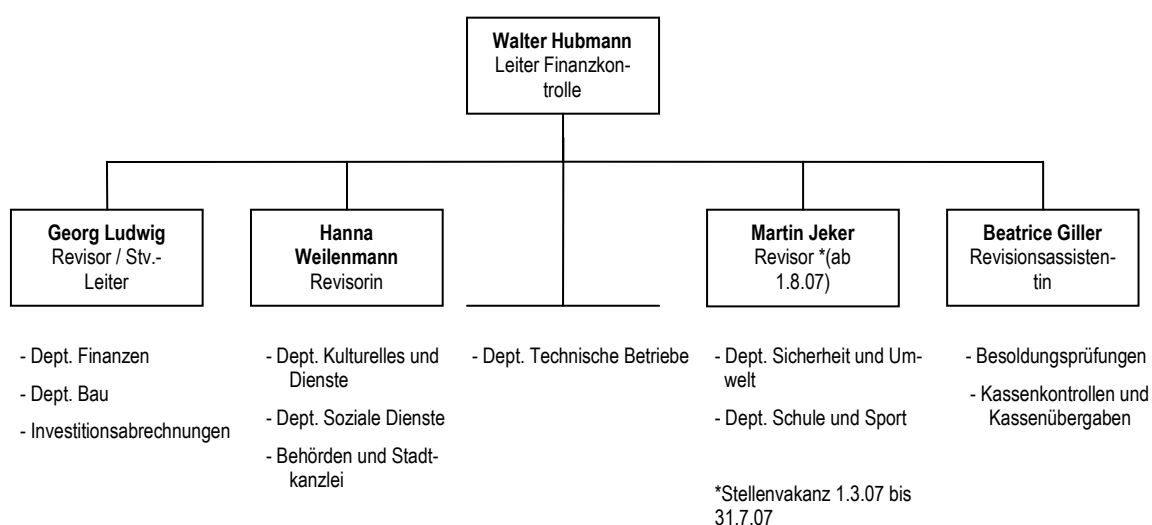 Walter Hubmann
Leiter Finanzkon-
trolle
Georg Ludwig
Revisor / Stv.-
Leiter
Hanna
Weilenmann
Revisorin
Martin Jeker
Revisor *(ab
1.8.07)
Beatrice Giller
Revisionsassisten-
tin
- Dept. Finanzen
- Dept. Bau
- Investitionsabrechnungen
- Dept. Kulturelles und
Dienste
- Dept. Soziale Dienste
- Behörden und Stadt-
kanzlei
- Dept. Technische Betriebe
- Dept. Sicherheit und Um-
welt
- Dept. Schule und Sport
*Stellenvakanz 1.3.07 bis
31.7.07
- Besoldungsprüfungen
- Kassenkontrollen und
Kassenübergaben